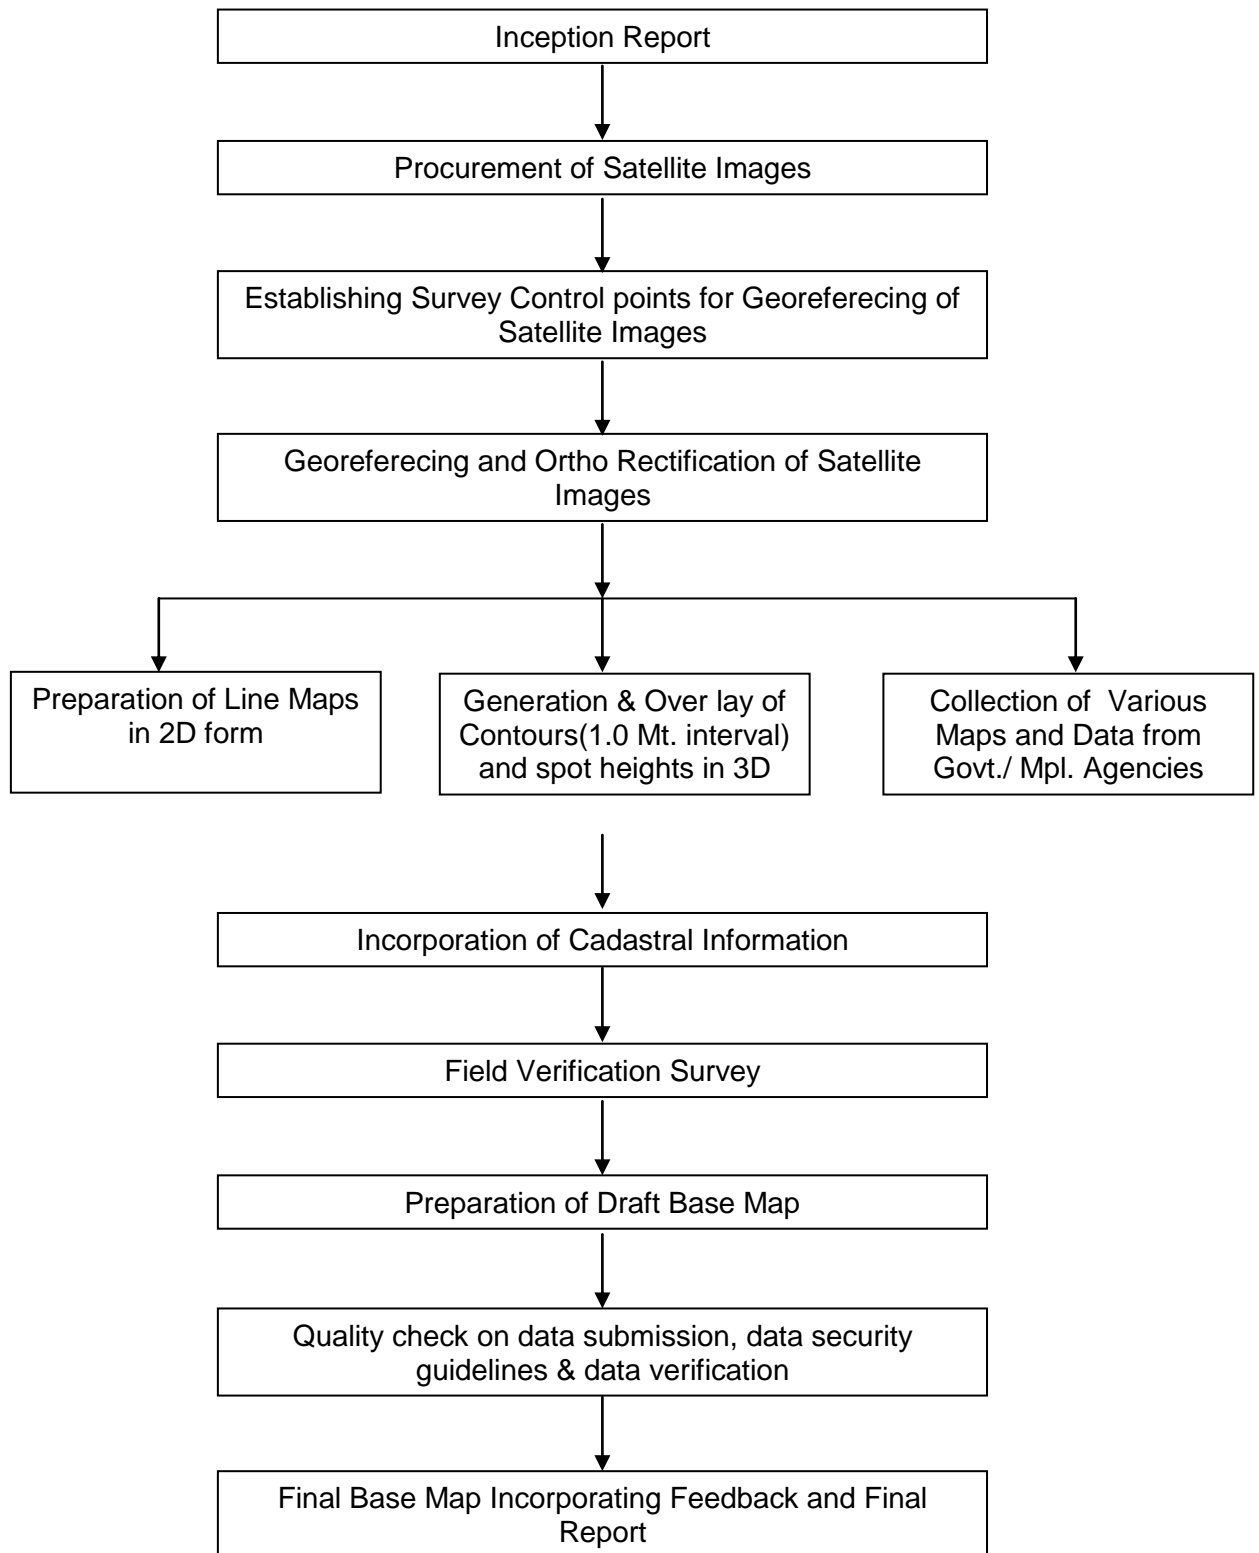 Inception Report
Procurement of Satellite Images
Establishing Survey Control points for Georeferecing of
Satellite Images
Georeferecing and Ortho Rectification of Satellite
Images
Preparation of Line Maps
in 2D form
Generation & Over lay of
Contours(1.0 Mt. interval)
and spot heights in 3D
Collection of Various
Maps and Data from
Govt./ Mpl. Agencies
Incorporation of Cadastral Information
Field Verification Survey
Preparation of Draft Base Map
Quality check on data submission, data security
guidelines & data verification
Final Base Map Incorporating Feedback and Final
Report